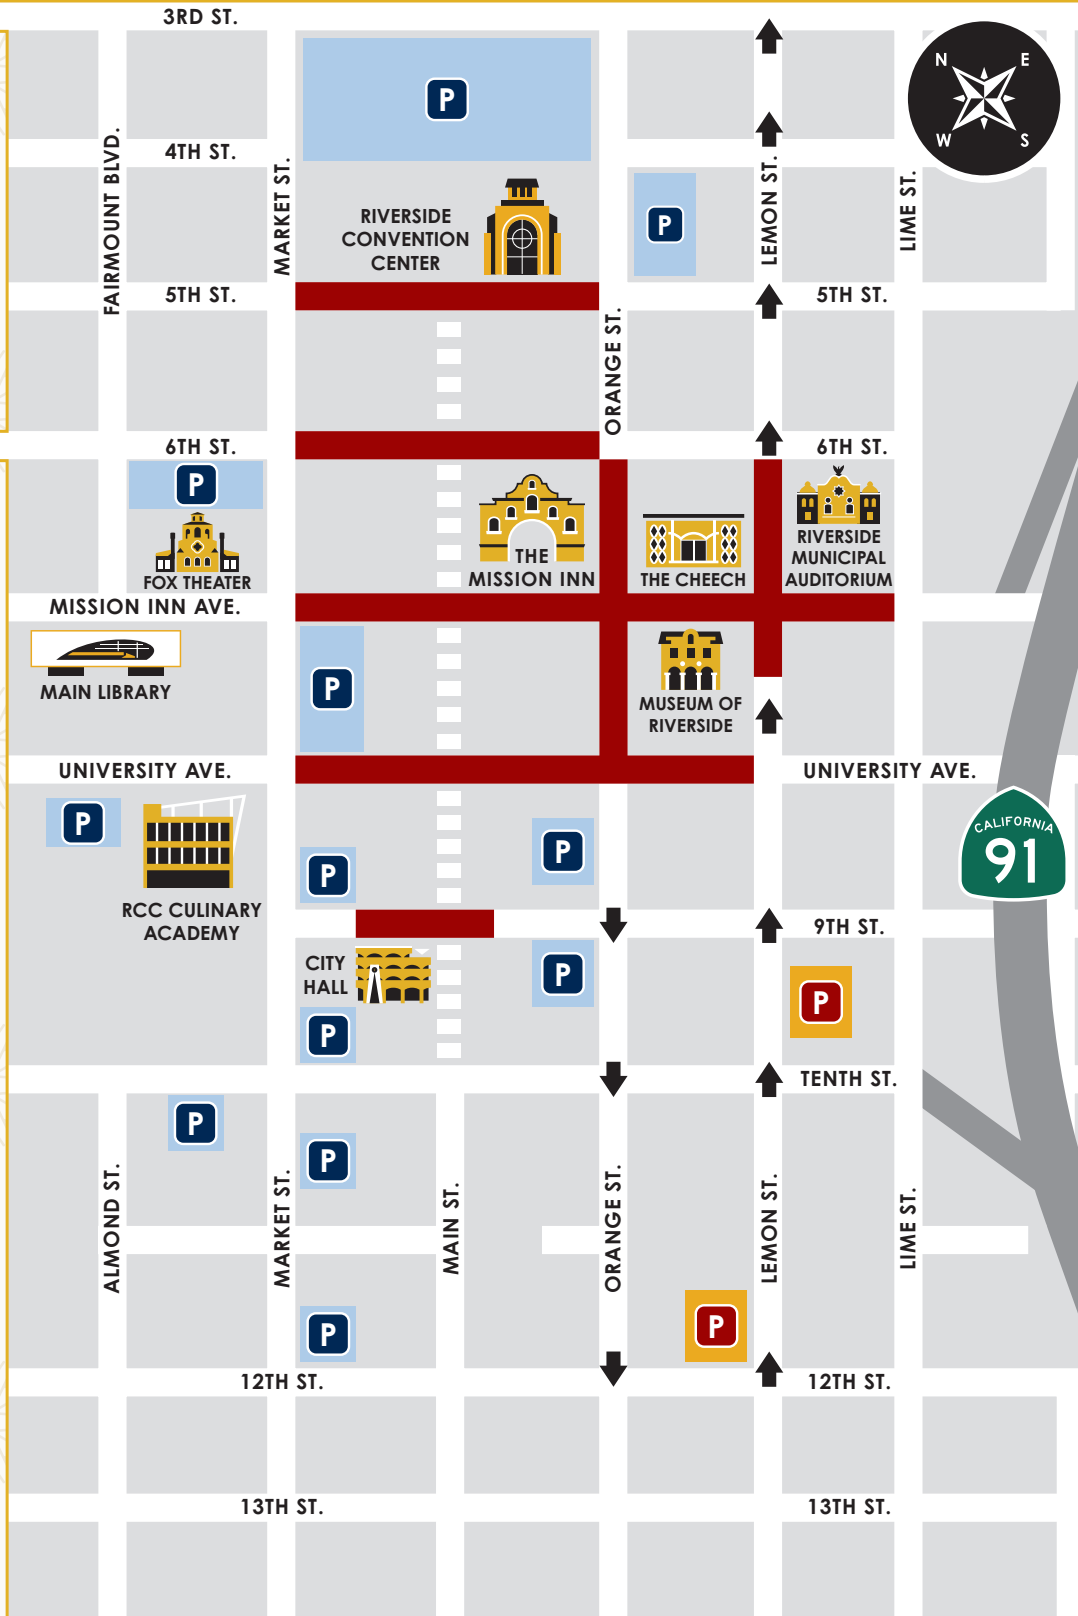 3RD ST.
N
E
W
S
P
4TH ST.
FAIRMOUNT BLVD.
MARKET ST.
RIVERSIDE
CONVENTION
CENTER
P
LEMON ST.
LIME ST.
5TH ST.
5TH ST.
ORANGE ST.
6TH ST.
6TH ST.
P
FOX THEATER
THE
MISSION INN
THE CHEECH
RIVERSIDE
MUNICIPAL
AUDITORIUM
MISSION INN AVE.
MAIN LIBRARY
P
MUSEUM OF
RIVERSIDE
UNIVERSITY AVE.
UNIVERSITY AVE.
P
P
P
CALIFORNIA
91
RCC CULINARY
ACADEMY
9TH ST.
CITY
HALL
P
P
P
TENTH ST.
P
P
ALMOND ST.
MARKET ST.
MAIN ST.
ORANGE ST.
LEMON ST.
LIME ST.
P
P
12TH ST.
12TH ST.
13TH ST.
13TH ST.